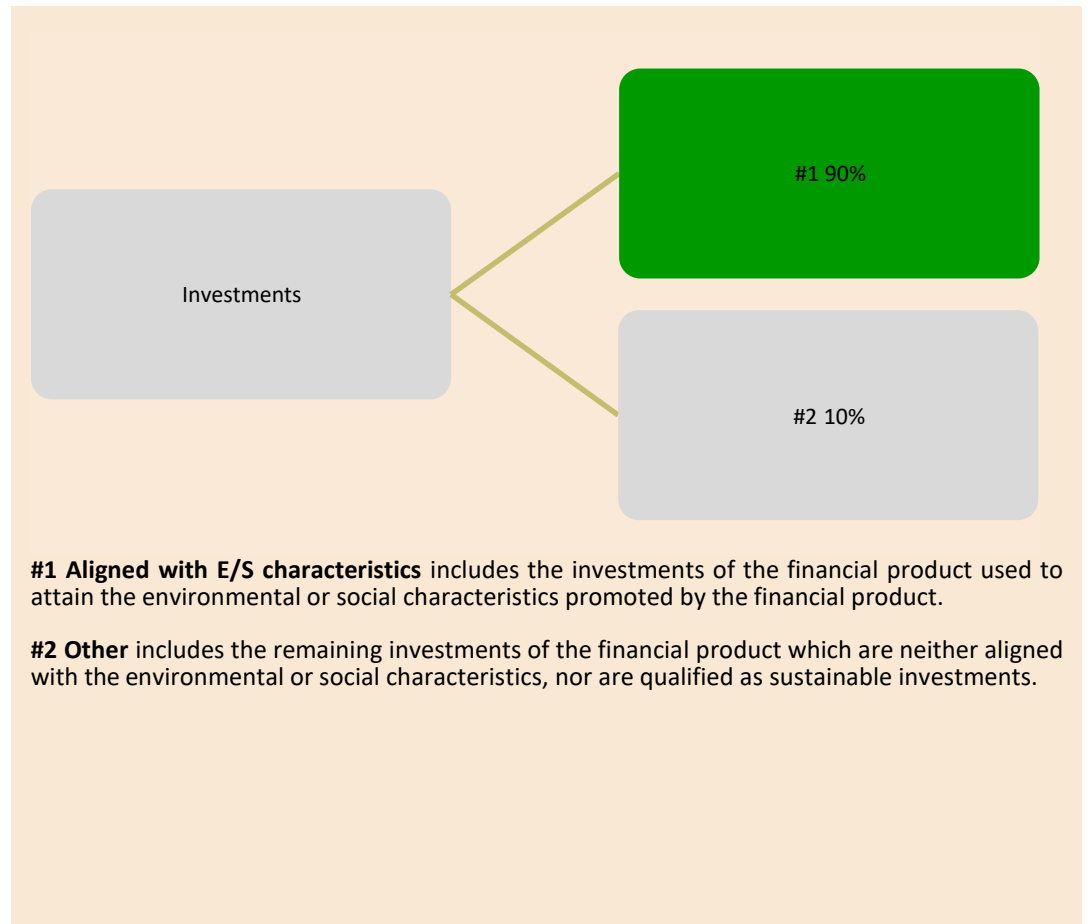 #1 90%
Investments
#2 10%
#1 Aligned with E/S characteristics includes the investments of the financial product used to
attain the environmental or social characteristics promoted by the financial product.
#2 Other includes the remaining investments of the financial product which are neither aligned
with the environmental or social characteristics, nor are qualified as sustainable investments.